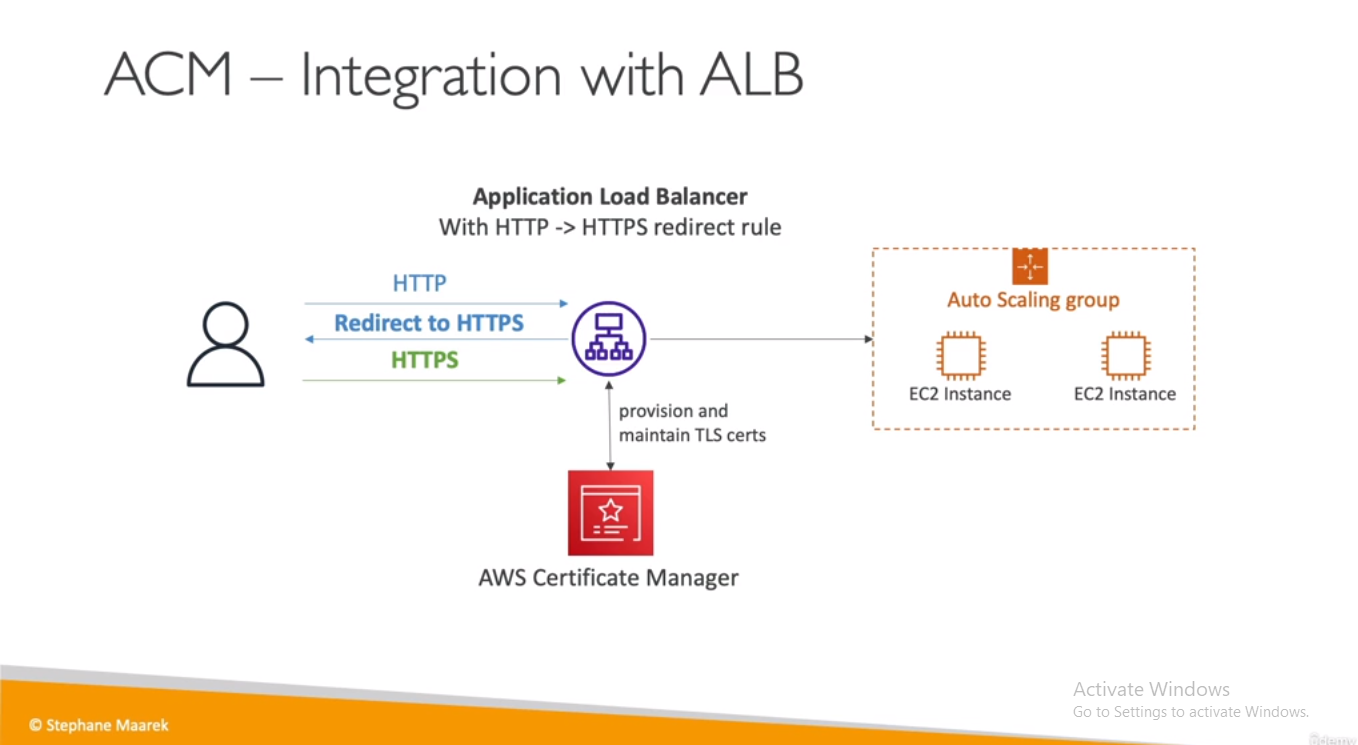 ACM – Integration with ALB
Application Load Balancer
With HTTP -> HTTPS redirect rule
HTTP
Redirect to HTTPS
HTTPS
Auto Scaling group
EC2 Instance
EC2 Instance
provision and
maintain TLS certs
AWS Certificate Manager
Activate Windows
Go to Settings to activate Windows.
© Stephane Maarek
ûdemy